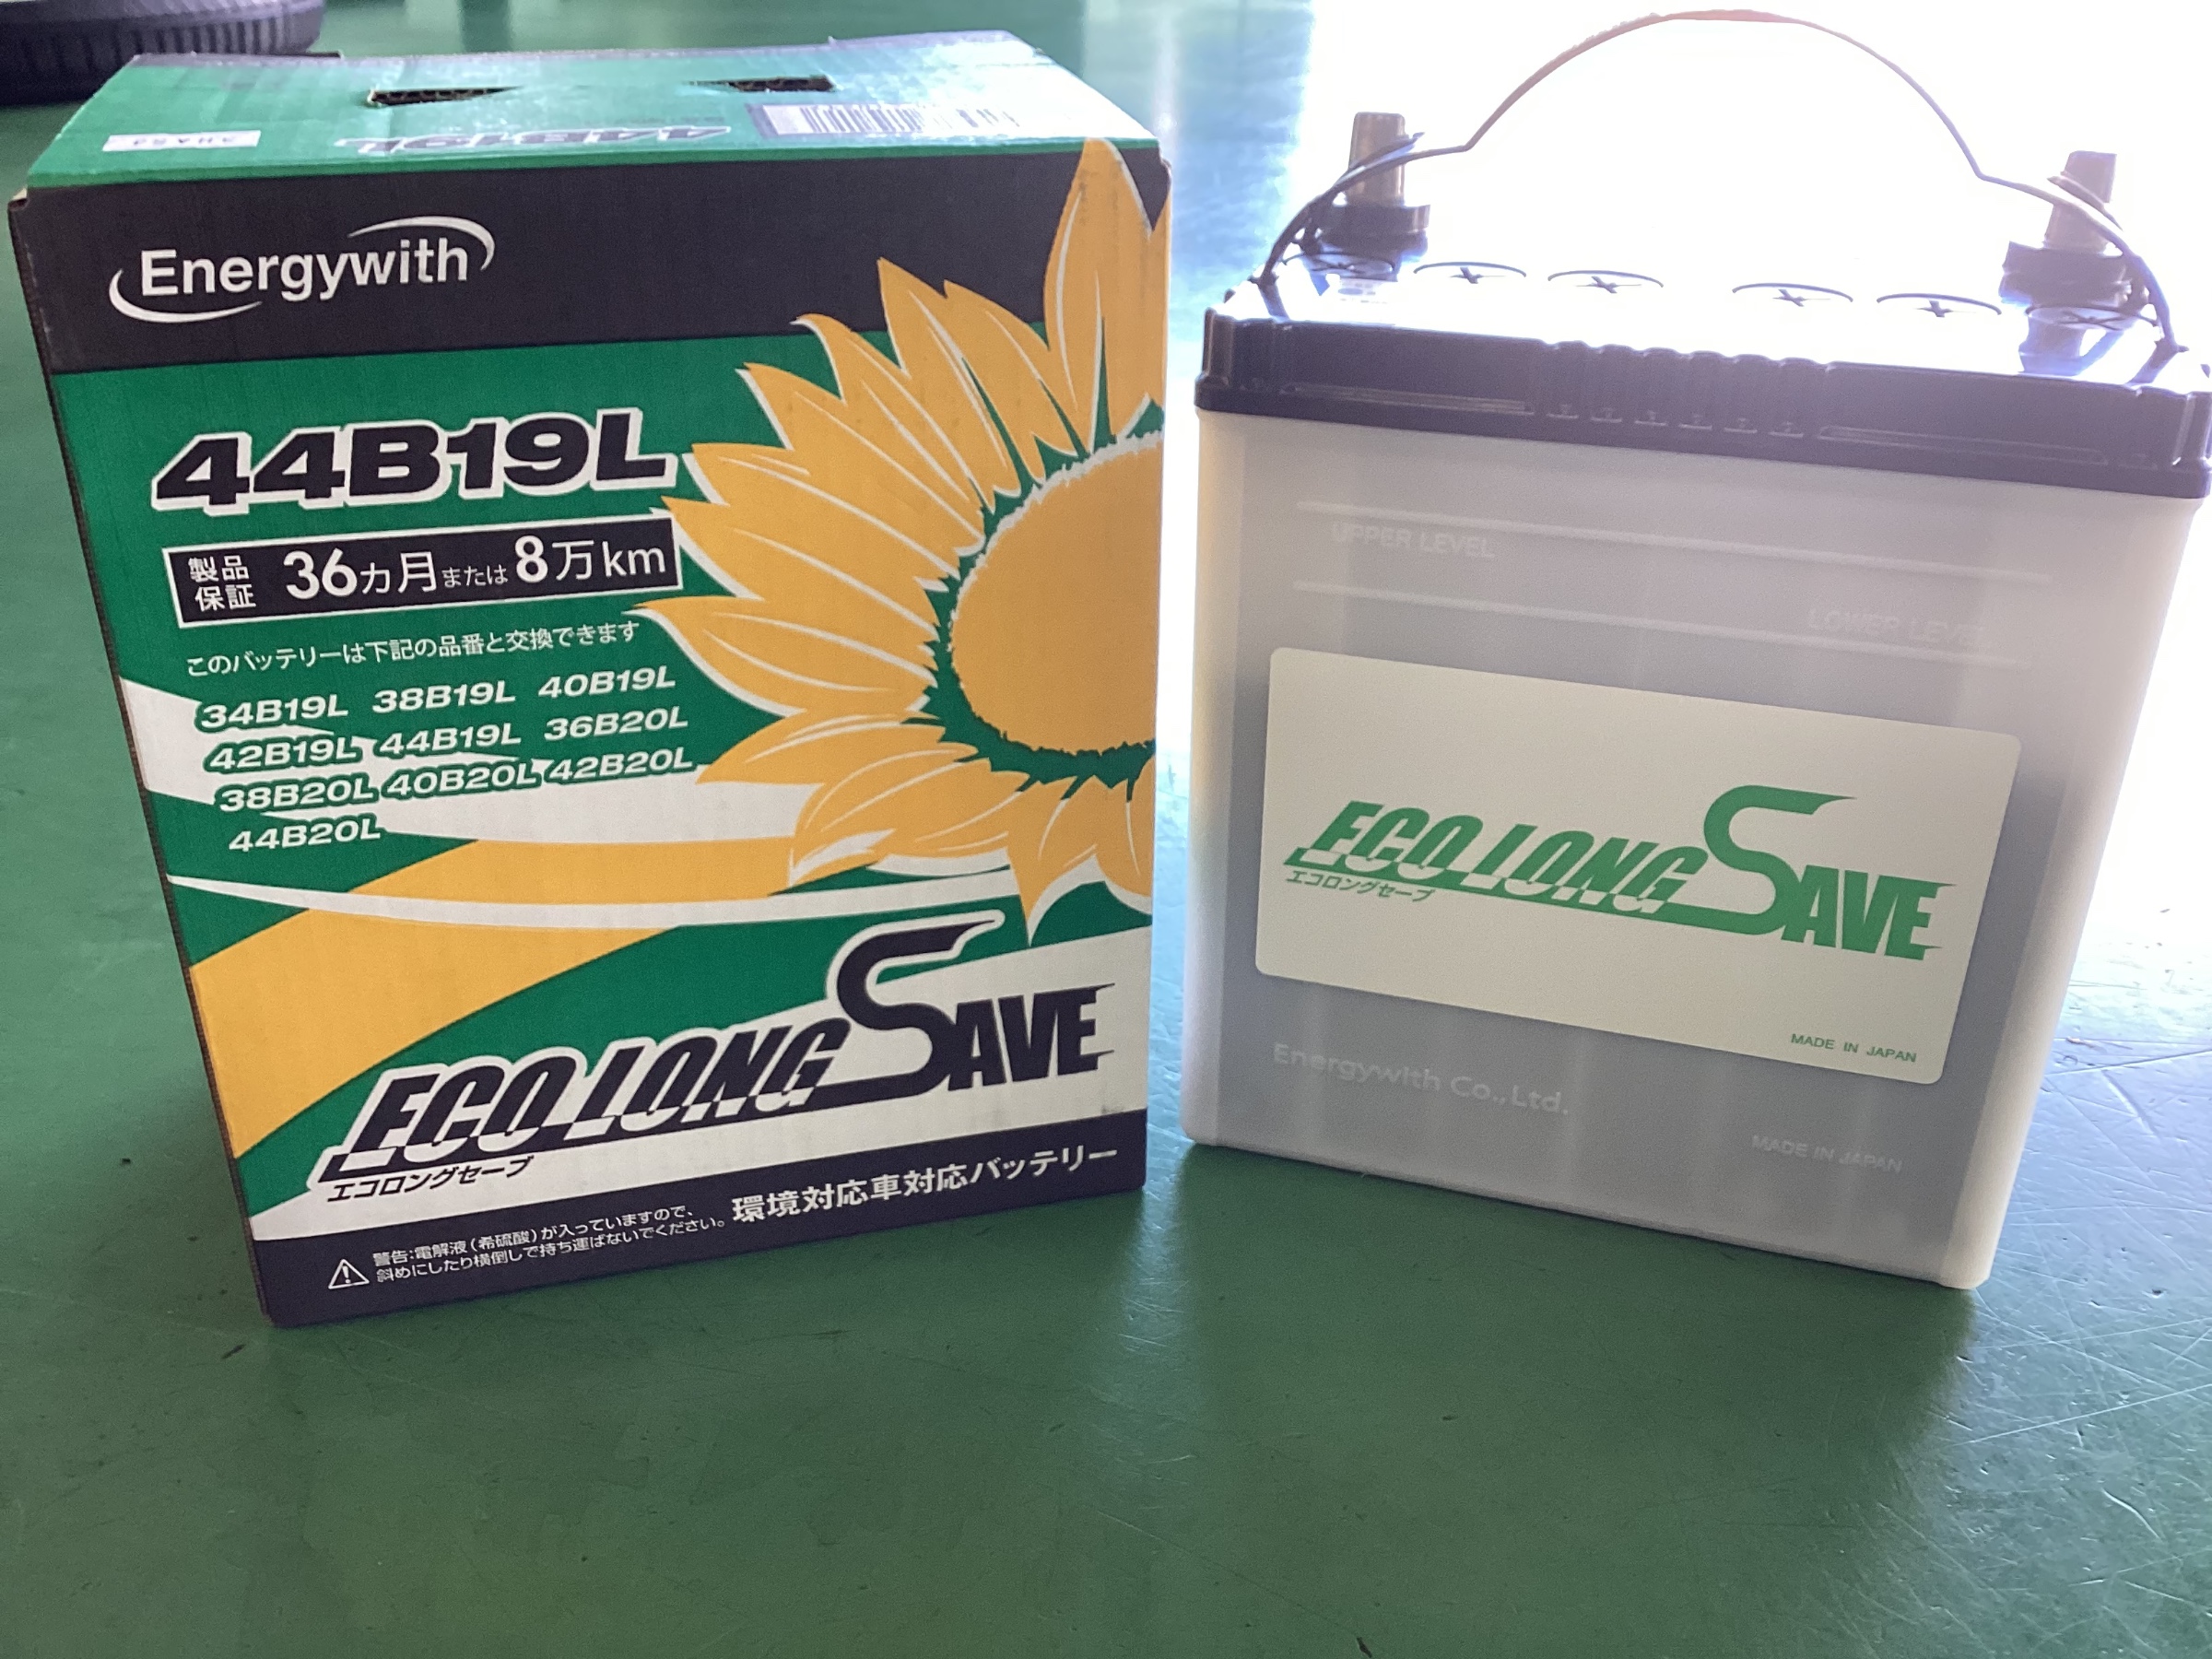 44B19L
Energywith
44B19L
製品保証 36カ月または8万km
このバッテリーは下記の品番と交換できます
34B19L 38B19L 40B19L
42B19L 44B19L 36B20L
38B20L 40B20L 42B20L
44B20L
ECO LONG SAVE
エコロングセーブ
警告:電解液(希硫酸)が入っていますので、
斜めにしたり横倒しで持ち運ばないでください。
環境対応車対応バッテリー
UPPER LEVEL
LOWER LEVEL
ECO LONG SAVE
エコロングセーブ
MADE IN JAPAN
Energywith Co.,Ltd.
MADE IN JAPAN